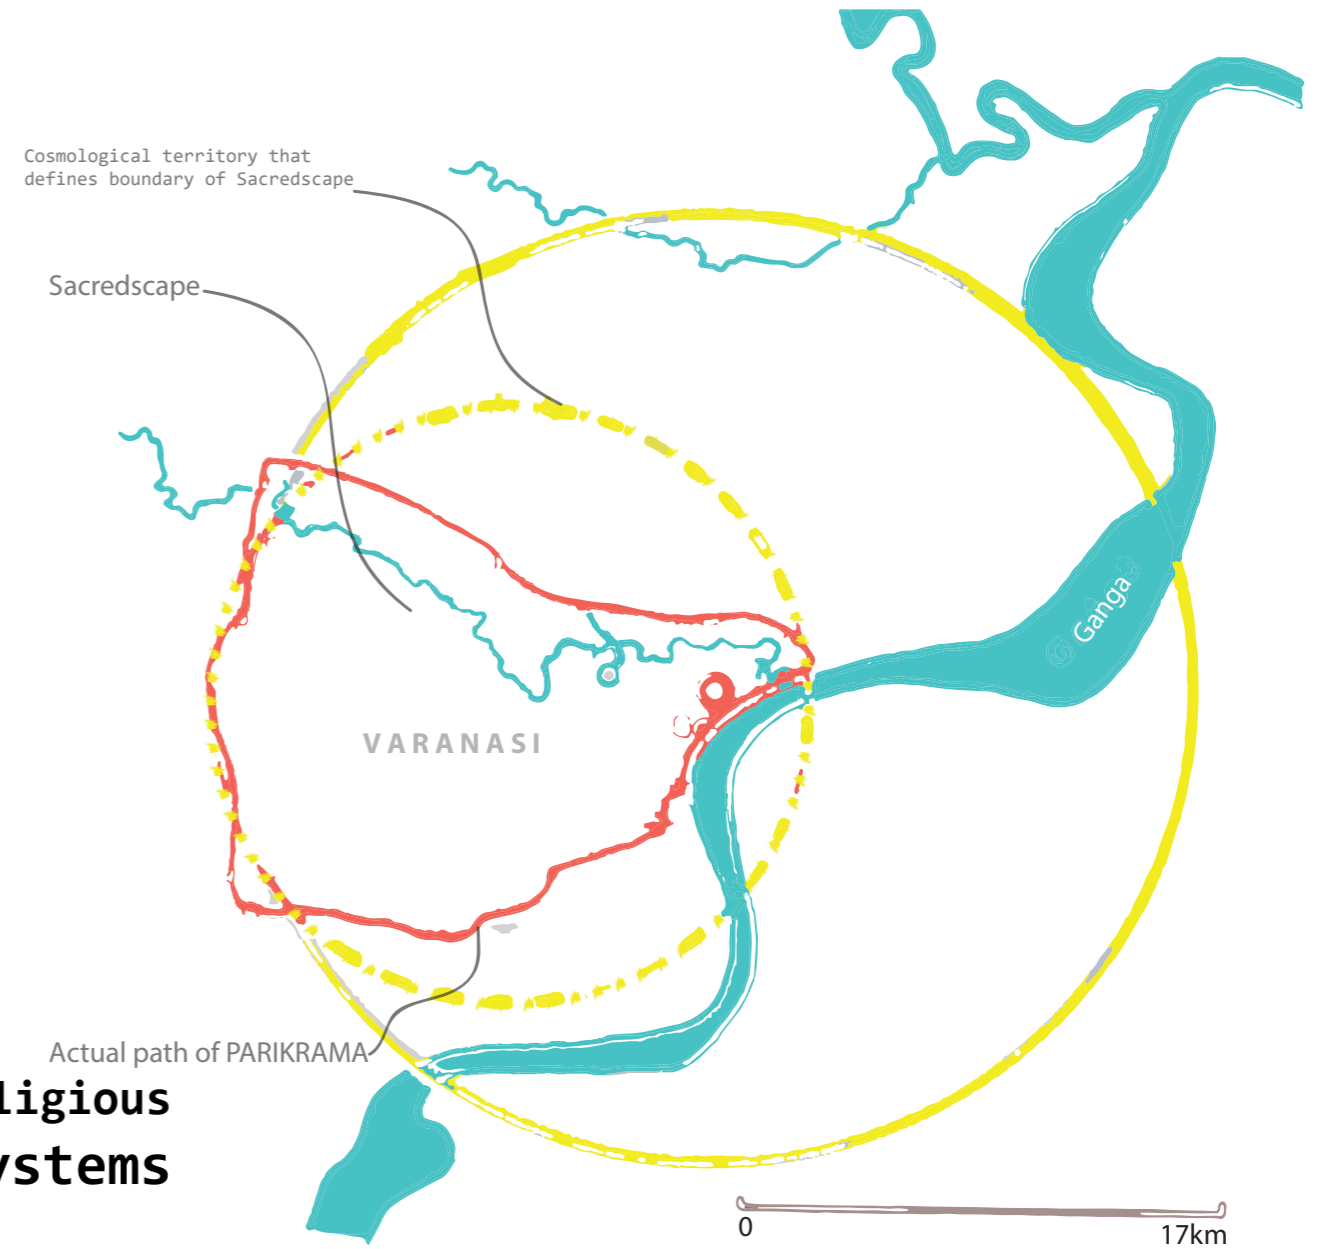 Cosmological territory that
defines boundary of Sacredscape
Sacredscape
Ganga
VARANASI
Actual path of PARIKRAMA
ligious
ystems
0
17km